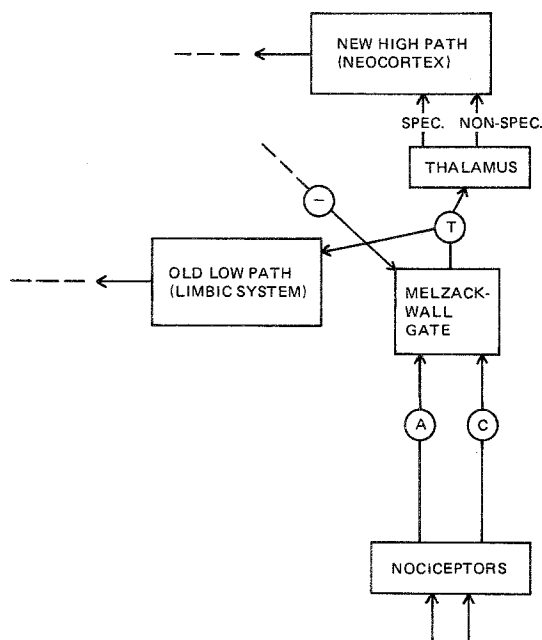 NEW HIGH PATH
(NEOCORTEX)
SPEC. NON-SPEC.
THALAMUS
−
T
OLD LOW PATH
(LIMBIC SYSTEM)
MELZACK-
WALL
GATE
A
C
NOCICEPTORS